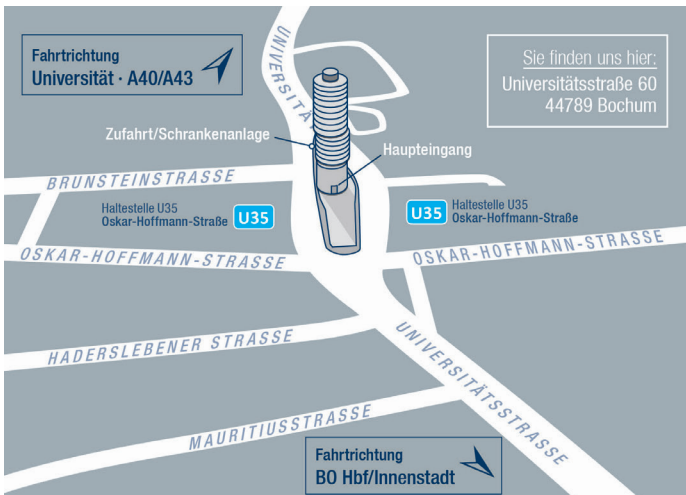 Fahrtrichtung
Universität · A40/A43
UNIVERSITÄ
Sie finden uns hier:
Universitätsstraße 60
44789 Bochum
Zufahrt/Schrankenanlage
Haupteingang
BRUNSTEINSTRASSE
Haltestelle U35
Oskar-Hoffmann-Straße
U35
U35
Haltestelle U35
Oskar-Hoffmann-Straße
OSKAR-HOFFMANN-STRASSE
OSKAR-HOFFMANN-STRASSE
HADERSLEBENER STRASSE
UNIVERSITÄTSSTRASSE
MAURITIUSSTRASSE
Fahrtrichtung
BO Hbf/Innenstadt